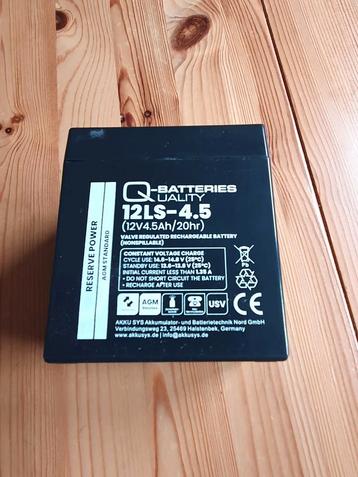 Q-BATTERIES
QUALITY
12LS-4.5
(12V4.5Ah/20hr)
VALVE REGULATED RECHARGEABLE BATTERY
(NONSPILLABLE)
CONSTANT VOLTAGE CHARGE
CYCLE USE: 14.5-14.9 V (25°C)
STANDBY USE: 13.6-13.8 V (25°C)
INITIAL CURRENT LESS THAN 1.35 A
• DO NOT SHORT CIRCUIT THE BATTERY
• RECHARGE AFTER USE
RESERVE POWER
AGM STANDARD
Pb
AGM
USV
CE
AKKU SYS Akkumulator- und Batterietechnik Nord GmbH
Verbindungsweg 23, 25469 Halstenbek, Germany
info@akkusys.de | www.akkusys.de